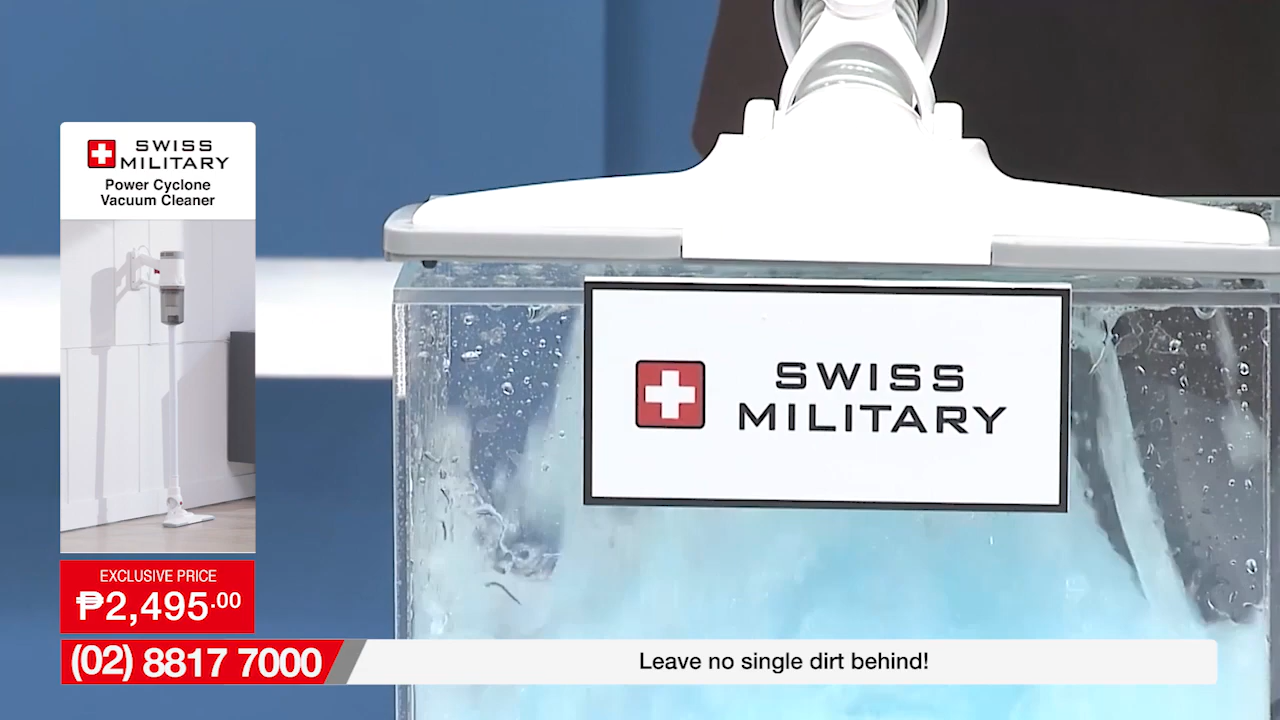 SWISS
MILITARY
Power Cyclone
Vacuum Cleaner
EXCLUSIVE PRICE
₱2,495.00
(02) 8817 7000
Leave no single dirt behind!
SWISS
MILITARY